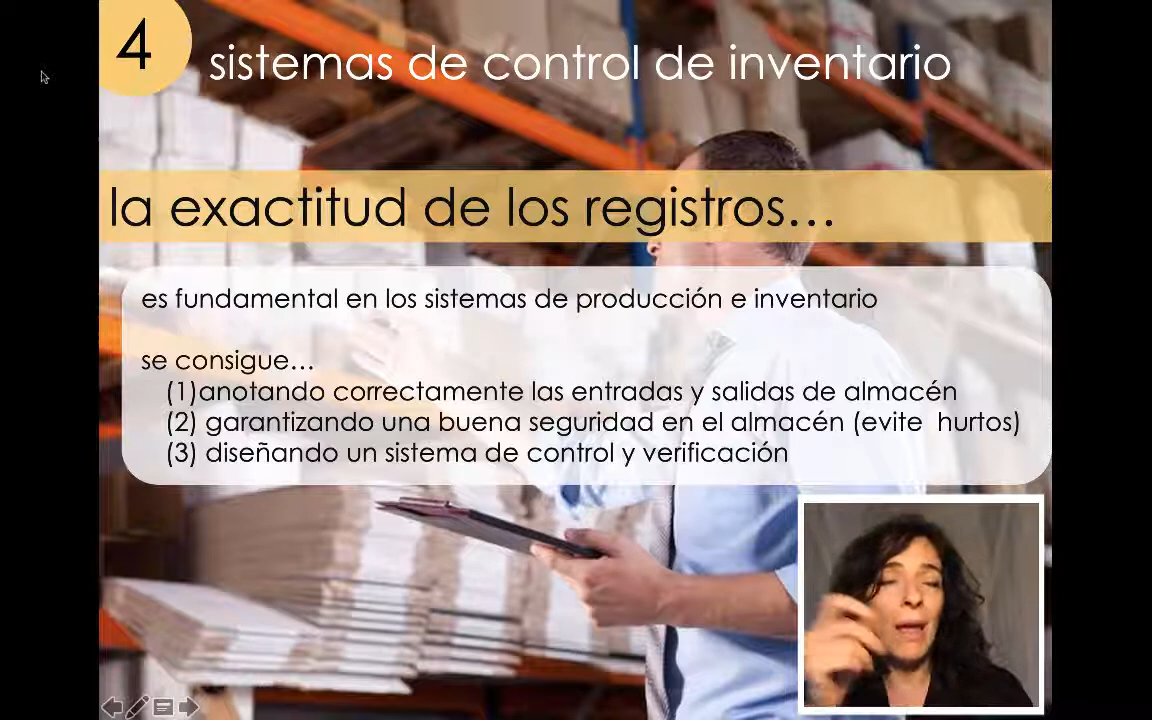 4
sistemas de control de inventario
la exactitud de los registros...
es fundamental en los sistemas de producción e inventario
se consigue...
(1)anotando correctamente las entradas y salidas de almacén
(2) garantizando una buena seguridad en el almacén (evite  hurtos)
(3) diseñando un sistema de control y verificación